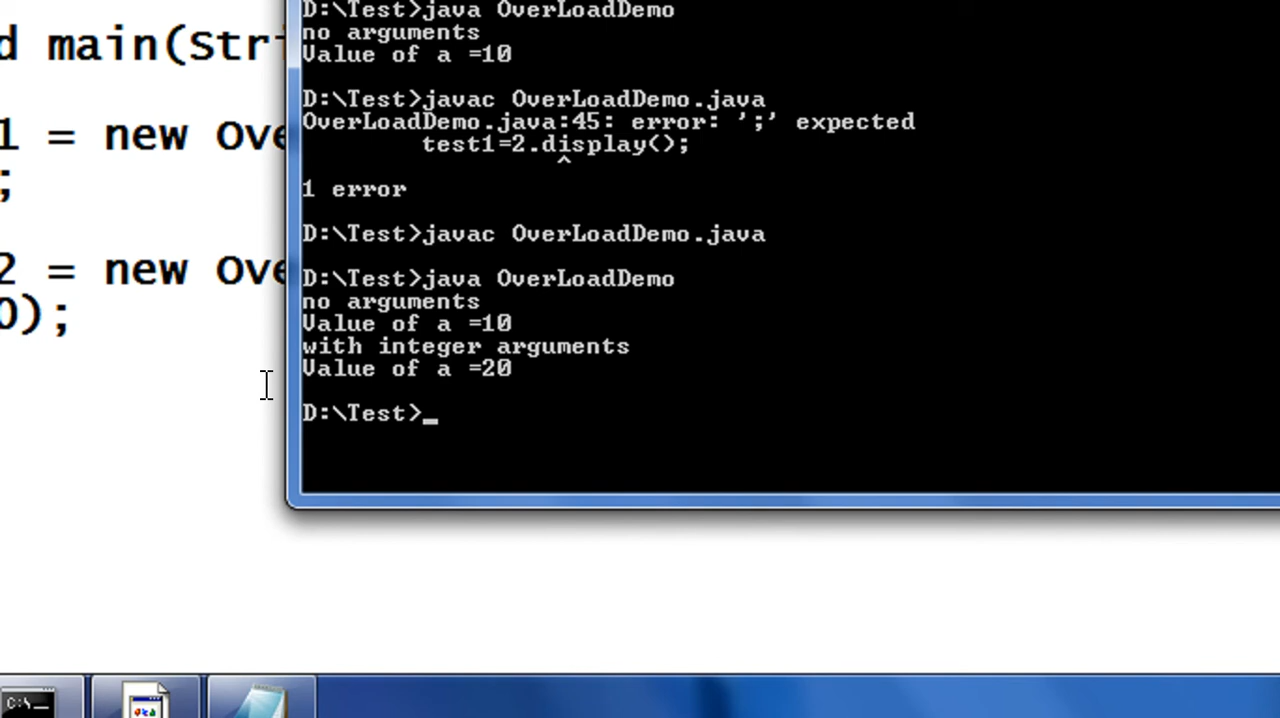 D:\Test>java OverLoadDemo
no arguments
Value of a =10
D:\Test>javac OverLoadDemo.java
OverLoadDemo.java:45: error: ';' expected
test1=2.display();
^
1 error
D:\Test>javac OverLoadDemo.java
D:\Test>java OverLoadDemo
no arguments
Value of a =10
with integer arguments
Value of a =20
D:\Test>_
d main(Stri
1 = new Ove
;
2 = new Ove
0);
C:\_